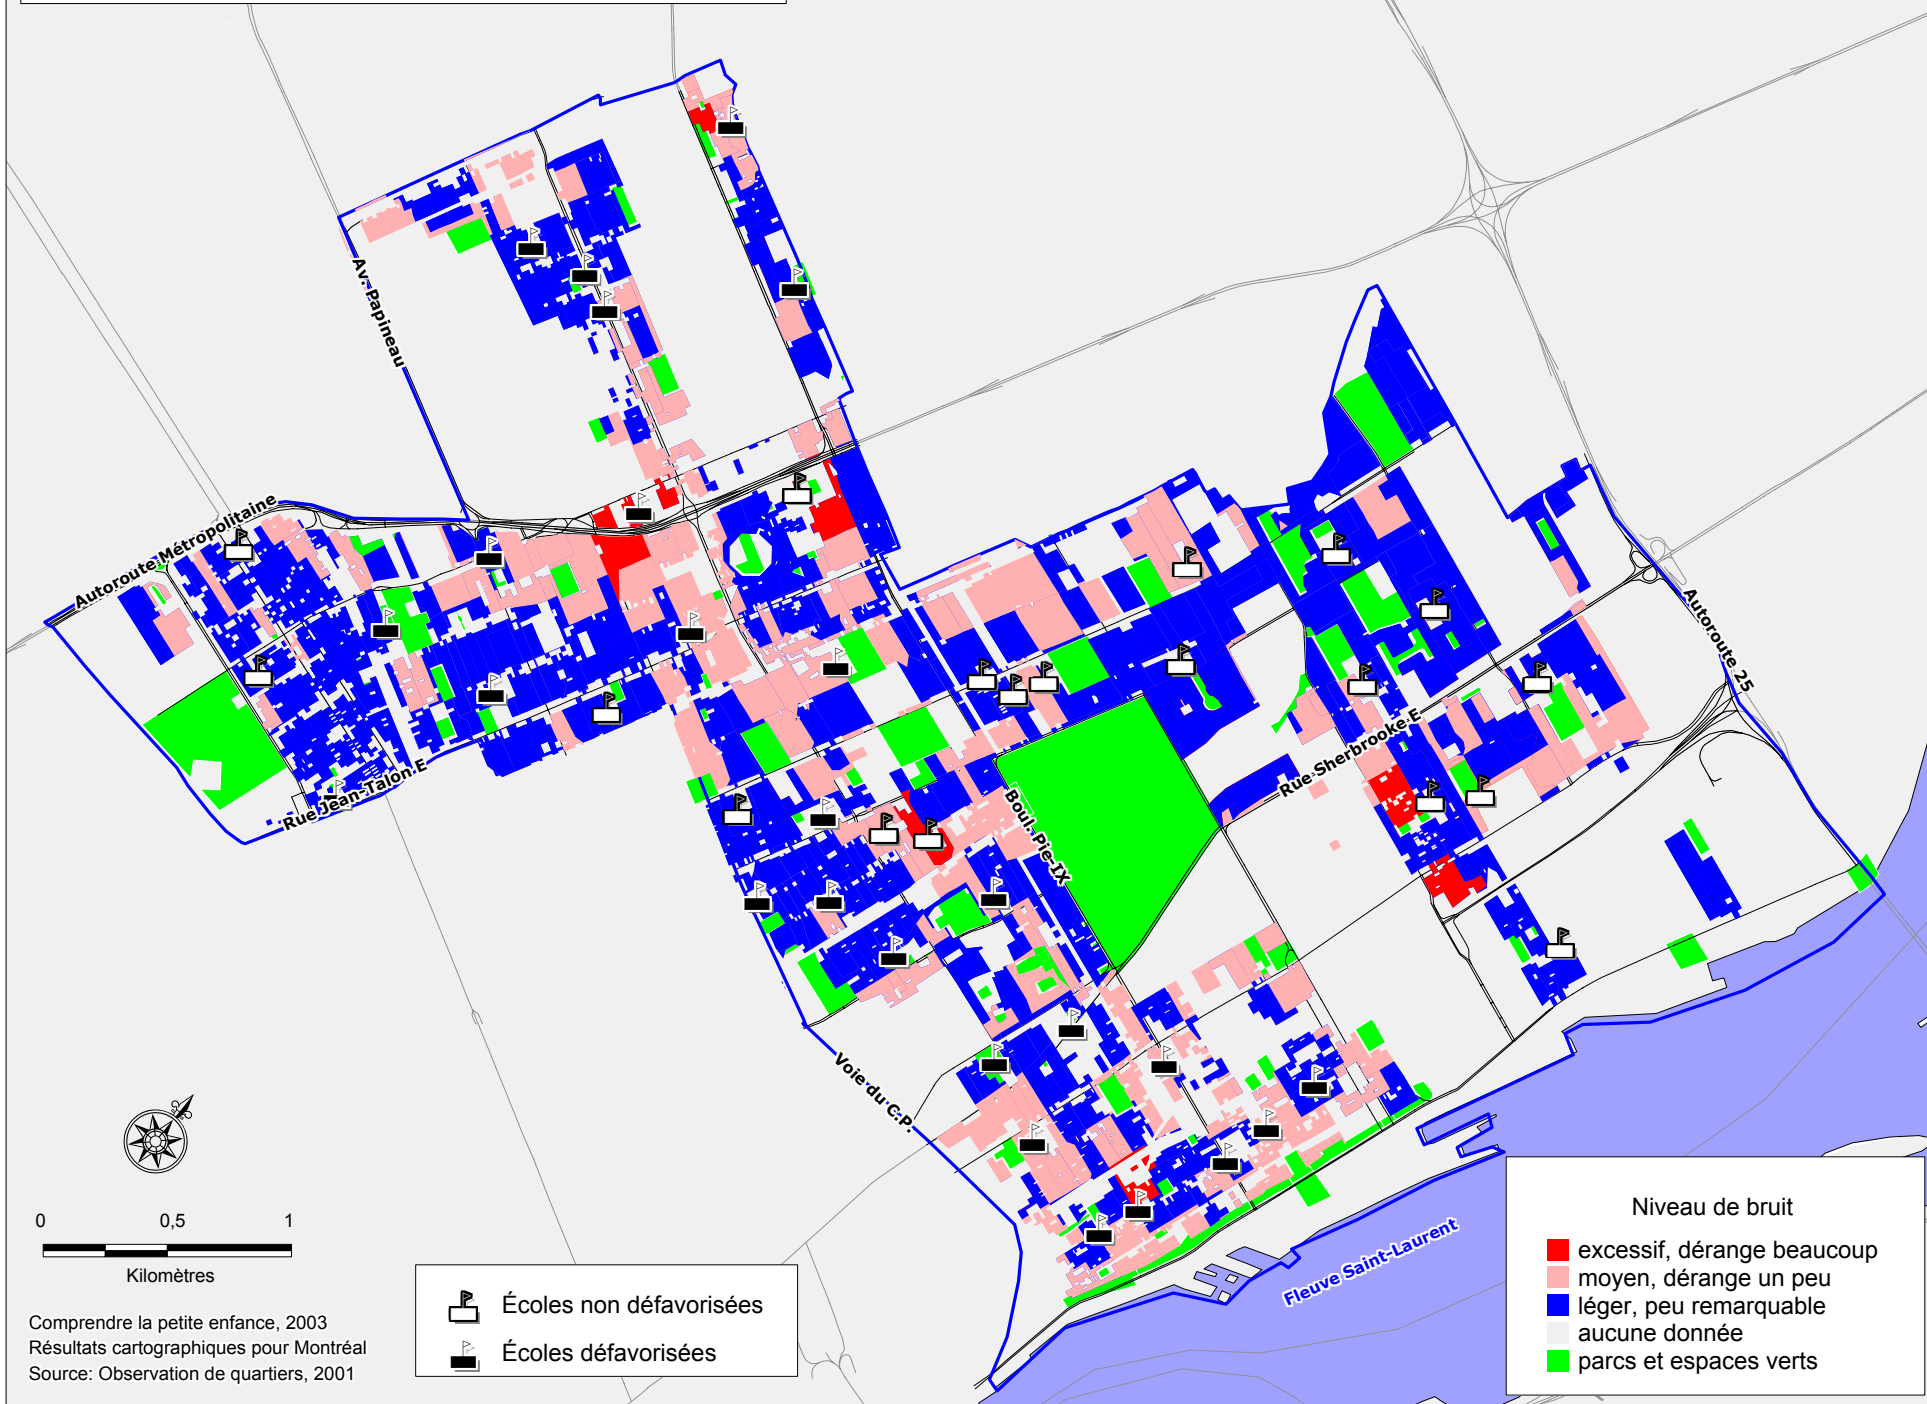 Av. Papineau
Autoroute Métropolitaine
Autoroute 25
Rue Sherbrooke E
Rue Jean-Talon E
Boul. Pie-IX
Voie du C.P.
Fleuve Saint-Laurent
0 0,5 1
Kilomètres
Comprendre la petite enfance, 2003
Résultats cartographiques pour Montréal
Source: Observation de quartiers, 2001
Écoles non défavorisées
Écoles défavorisées
Niveau de bruit
excessif, dérange beaucoup
moyen, dérange un peu
léger, peu remarquable
aucune donnée
parcs et espaces verts